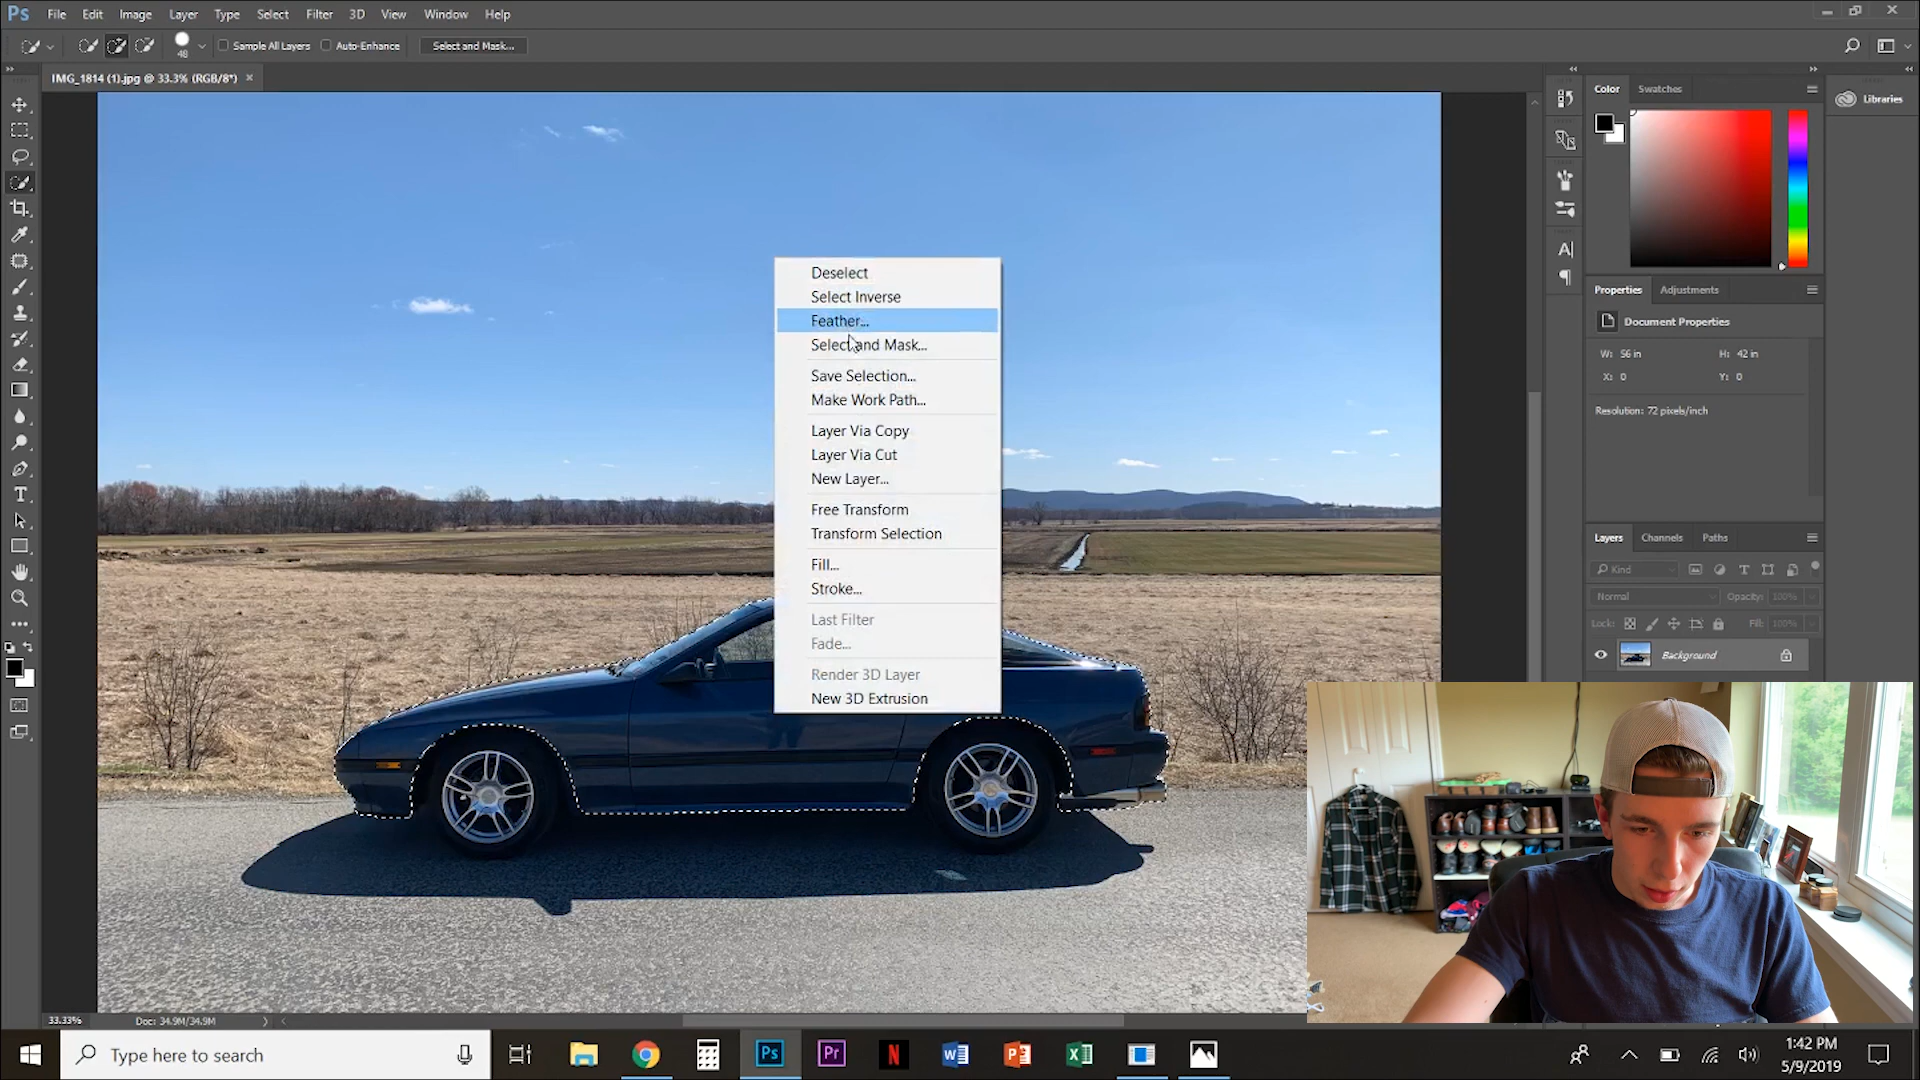 Ps File Edit Image Layer Type Select Filter 3D View Window Help
48 Sample All Layers Auto-Enhance Select and Mask...
IMG_1814 (1).jpg @ 33.3% (RGB/8*) ×
Deselect
Select Inverse
Feather...
Select and Mask...
Save Selection...
Make Work Path...
Layer Via Copy
Layer Via Cut
New Layer...
Free Transform
Transform Selection
Fill...
Stroke...
Last Filter
Fade...
Render 3D Layer
New 3D Extrusion
Color Swatches
Libraries
Properties Adjustments
Document Properties
W: 56 in H: 42 in
X: 0 Y: 0
Resolution: 72 pixels/inch
Layers Channels Paths
Kind
Normal Opacity: 100%
Lock: Fill: 100%
Background
33.33% Doc: 34.9M/34.9M
Type here to search
Ps Pr N
1:42 PM
5/9/2019